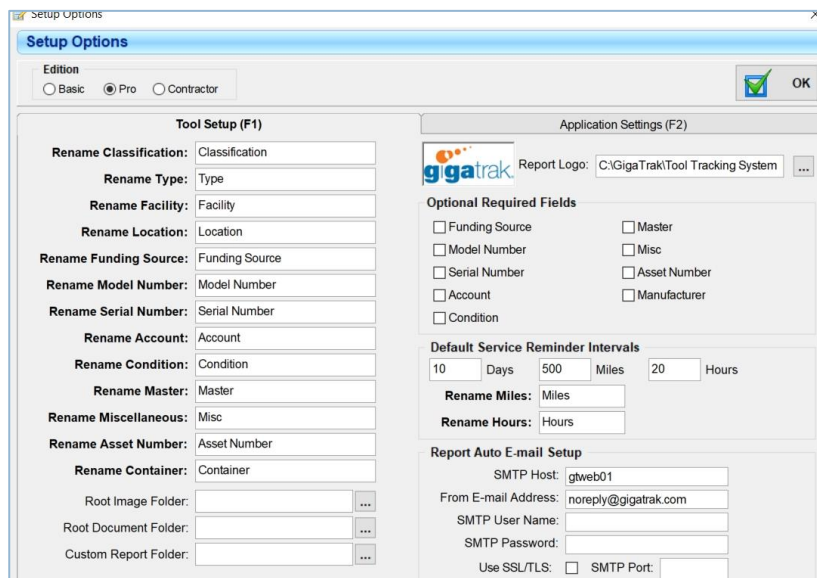 Setup Options
Setup Options
Edition
Basic Pro Contractor
OK
Tool Setup (F1)
Application Settings (F2)
Rename Classification: Classification
Rename Type: Type
Rename Facility: Facility
Rename Location: Location
Rename Funding Source: Funding Source
Rename Model Number: Model Number
Rename Serial Number: Serial Number
Rename Account: Account
Rename Condition: Condition
Rename Master: Master
Rename Miscellaneous: Misc
Rename Asset Number: Asset Number
Rename Container: Container
Root Image Folder: ...
Root Document Folder: ...
Custom Report Folder: ...
gigatrak
Report Logo: C:\GigaTrak\Tool Tracking System ...
Optional Required Fields
Funding Source Master
Model Number Misc
Serial Number Asset Number
Account Manufacturer
Condition
Default Service Reminder Intervals
10 Days 500 Miles 20 Hours
Rename Miles: Miles
Rename Hours: Hours
Report Auto E-mail Setup
SMTP Host: gtweb01
From E-mail Address: noreply@gigatrak.com
SMTP User Name:
SMTP Password:
Use SSL/TLS: SMTP Port: